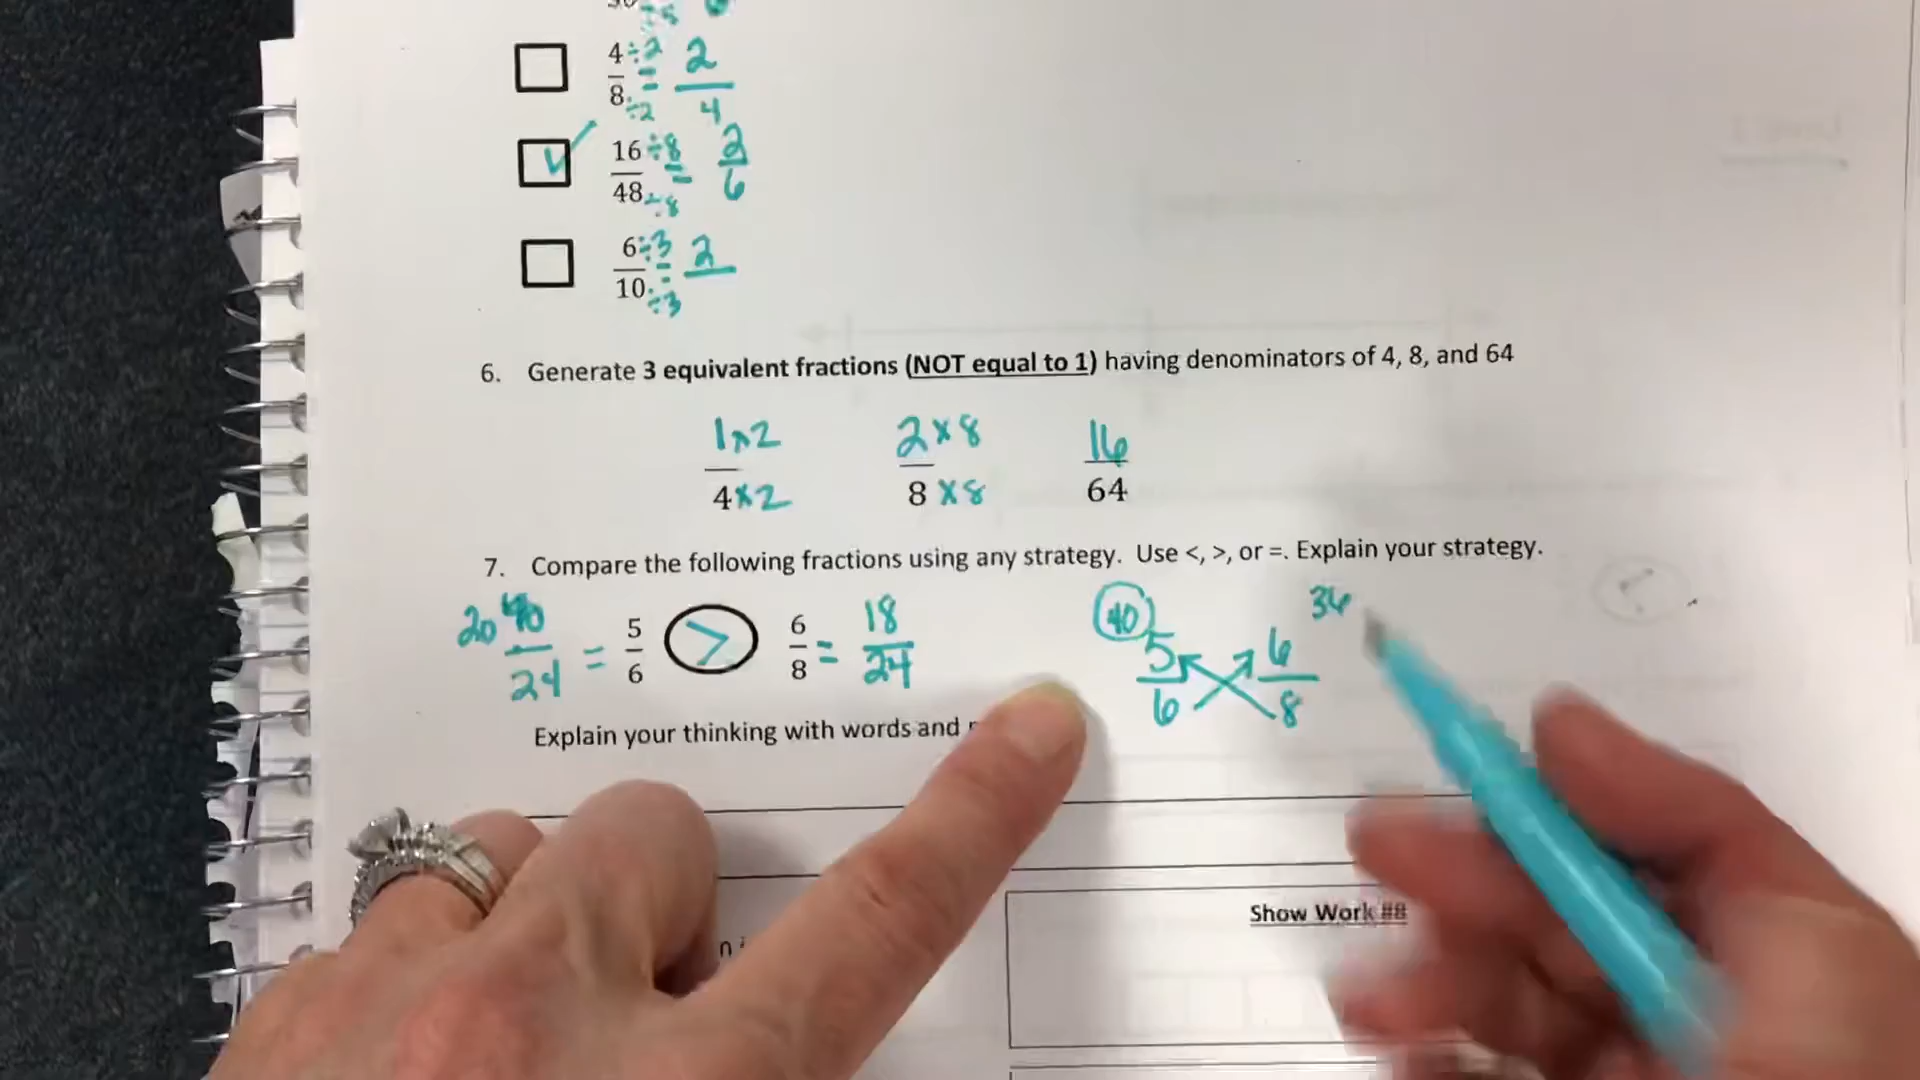 4 ÷2 = 2
8 ÷2 4
✓ 16 ÷8 = 2
48 ÷8 6
6 ÷3 = 2
10 ÷3
6. Generate 3 equivalent fractions (NOT equal to 1) having denominators of 4, 8, and 64
1×2 2×8 16
4×2 8×8 64
7. Compare the following fractions using any strategy. Use <, >, or =. Explain your strategy.
20 5 > 6 18 40 5 6 36
24 = 6 8 = 24 6 8
Explain your thinking with words and
Show Work #8